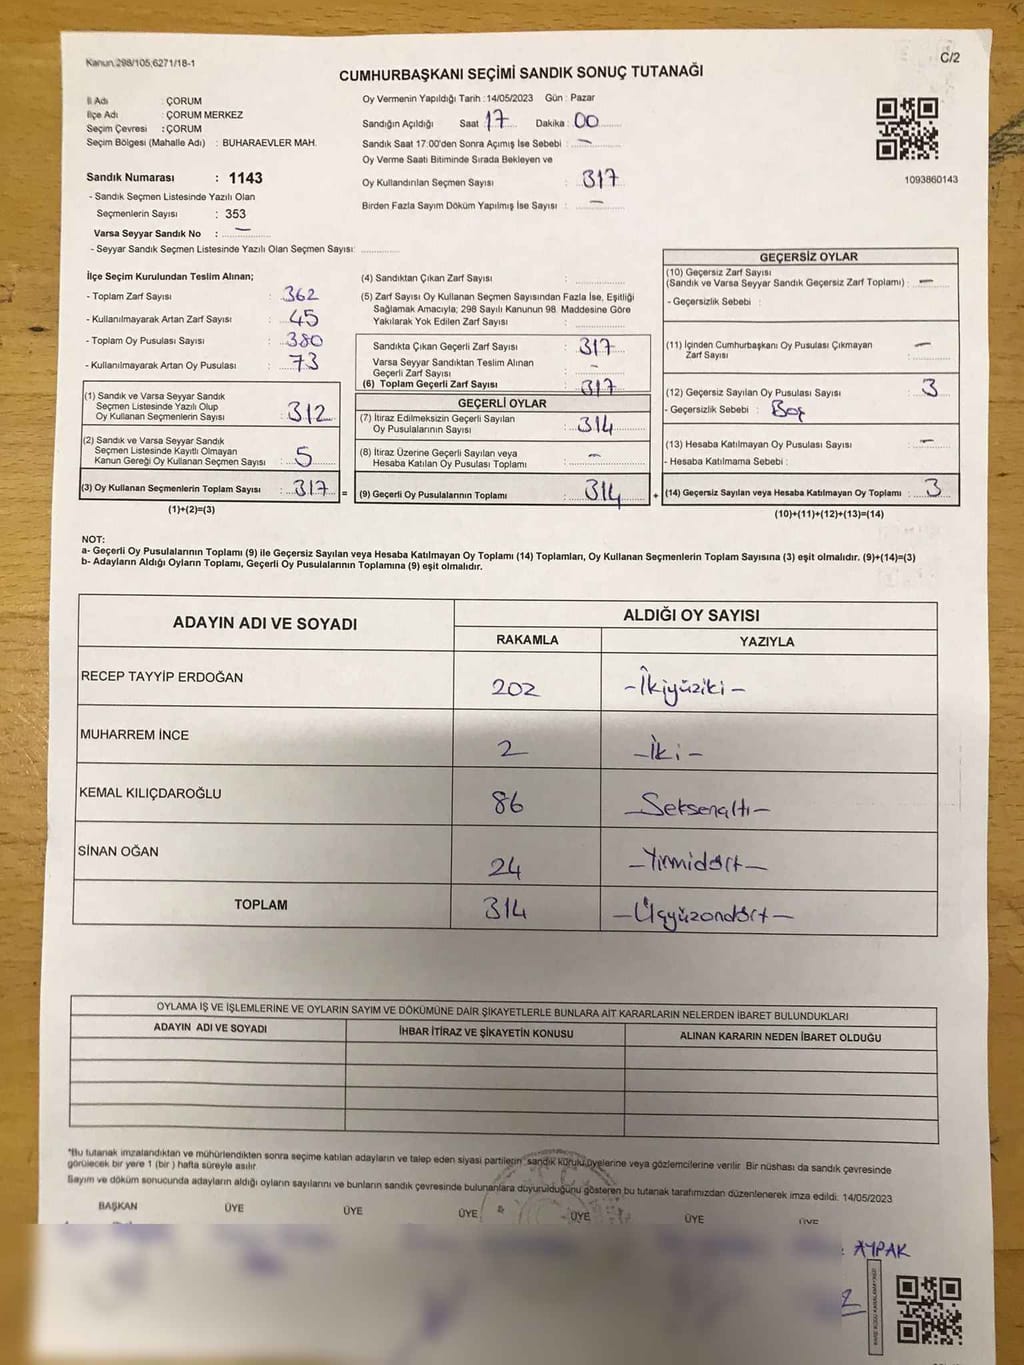 Kanun,298/105,6271/18-1
C/2
CUMHURBAŞKANI SEÇİMİ SANDIK SONUÇ TUTANAĞI
İl Adı : ÇORUM
İlçe Adı : ÇORUM MERKEZ
Seçim Çevresi : ÇORUM
Seçim Bölgesi (Mahalle Adı) : BUHARAEVLER MAH.
Sandık Numarası : 1143
- Sandık Seçmen Listesinde Yazılı Olan
Seçmenlerin Sayısı : 353
Varsa Seyyar Sandık No : —
- Seyyar Sandık Seçmen Listesinde Yazılı Olan Seçmen Sayısı:
Oy Vermenin Yapıldığı Tarih : 14/05/2023 Gün : Pazar
Sandığın Açıldığı Saat 17 Dakika : 00
Sandık Saat 17:00'den Sonra Açımış İse Sebebi : —
Oy Verme Saati Bitiminde Sırada Bekleyen ve
Oy Kullandırılan Seçmen Sayısı : 317
Birden Fazla Sayım Döküm Yapılmış İse Sayısı : —
1093860143
İlçe Seçim Kurulundan Teslim Alınan;
- Toplam Zarf Sayısı : 362
- Kullanılmayarak Artan Zarf Sayısı : 45
- Toplam Oy Pusulası Sayısı : 380
- Kullanılmayarak Artan Oy Pusulası : 73
(1) Sandık ve Varsa Seyyar Sandık
Seçmen Listesinde Yazılı Olup
Oy Kullanan Seçmenlerin Sayısı : 312
(2) Sandık ve Varsa Seyyar Sandık
Seçmen Listesinde Kayıtlı Olmayan
Kanun Gereği Oy Kullanan Seçmen Sayısı : 5
(3) Oy Kullanan Seçmenlerin Toplam Sayısı : 317 =
(1)+(2)=(3)
(4) Sandıktan Çıkan Zarf Sayısı :
(5) Zarf Sayısı Oy Kullanan Seçmen Sayısından Fazla İse, Eşitliği
Sağlamak Amacıyla; 298 Sayılı Kanunun 98. Maddesine Göre
Yakılarak Yok Edilen Zarf Sayısı :
Sandıkta Çıkan Geçerli Zarf Sayısı : 317
Varsa Seyyar Sandıktan Teslim Alınan
Geçerli Zarf Sayısı : -
(6) Toplam Geçerli Zarf Sayısı : 317
GEÇERLİ OYLAR
(7) İtiraz Edilmeksizin Geçerli Sayılan
Oy Pusulalarının Sayısı : 314
(8) İtiraz Üzerine Geçerli Sayılan veya
Hesaba Katılan Oy Pusulası Toplamı : —
(9) Geçerli Oy Pusulalarının Toplamı : 314 +
GEÇERSİZ OYLAR
(10) Geçersiz Zarf Sayısı
(Sandık ve Varsa Seyyar Sandık Geçersiz Zarf Toplamı) : —
- Geçersizlik Sebebi :
(11) İçinden Cumhurbaşkanı Oy Pusulası Çıkmayan
Zarf Sayısı : —
(12) Geçersiz Sayılan Oy Pusulası Sayısı : 3
- Geçersizlik Sebebi : Boş
(13) Hesaba Katılmayan Oy Pusulası Sayısı : —
- Hesaba Katılmama Sebebi :
(14) Geçersiz Sayılan veya Hesaba Katılmayan Oy Toplamı : 3
(10)+(11)+(12)+(13)=(14)
NOT:
a- Geçerli Oy Pusulalarının Toplamı (9) ile Geçersiz Sayılan veya Hesaba Katılmayan Oy Toplamı (14) Toplamları, Oy Kullanan Seçmenlerin Toplam Sayısına (3) eşit olmalıdır. (9)+(14)=(3)
b- Adayların Aldığı Oyların Toplamı, Geçerli Oy Pusulalarının Toplamına (9) eşit olmalıdır.
ADAYIN ADI VE SOYADI ALDIĞI OY SAYISI
RAKAMLA YAZIYLA
RECEP TAYYİP ERDOĞAN 202 -İkiyüziki-
MUHARREM İNCE 2 -İki-
KEMAL KILIÇDAROĞLU 86 -Seksenaltı-
SİNAN OĞAN 24 -Yirmidört-
TOPLAM 314 -Üçyüzondört-
OYLAMA İŞ VE İŞLEMLERİNE VE OYLARIN SAYIM VE DÖKÜMÜNE DAİR ŞİKAYETLERLE BUNLARA AİT KARARLARIN NELERDEN İBARET BULUNDUKLARI
ADAYIN ADI VE SOYADI İHBAR İTİRAZ VE ŞİKAYETİN KONUSU ALINAN KARARIN NEDEN İBARET OLDUĞU
*Bu tutanak imzalandıktan ve mühürlendikten sonra seçime katılan adayların ve talep eden siyasi partilerin sandık kurulu üyelerine veya gözlemcilerine verilir. Bir nüshası da sandık çevresinde
görülecek bir yere 1 (bir ) hafta süreyle asılır.
Sayım ve döküm sonucunda adayların aldığı oyların sayılarını ve bunların sandık çevresinde bulunanlara duyurulduğunu gösteren bu tutanak tarafımızdan düzenlenerek imza edildi. 14/05/2023
BAŞKAN ÜYE ÜYE ÜYE ÜYE ÜYE ÜYE
AYPAK